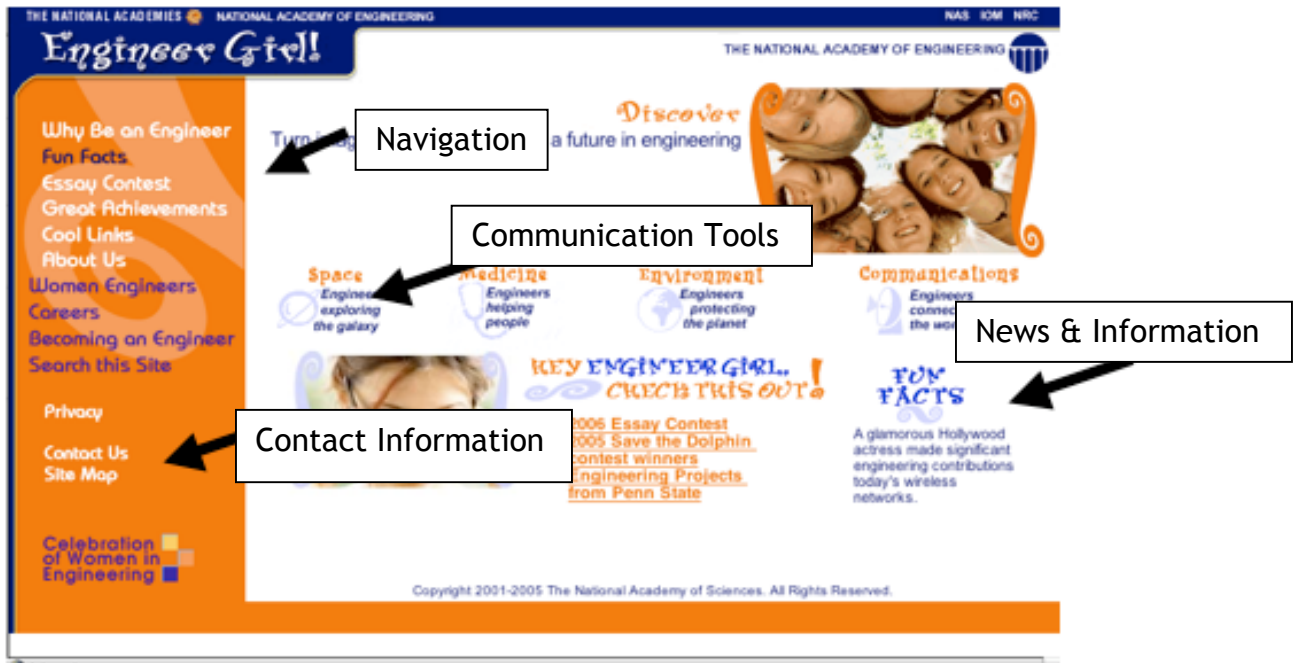 THE NATIONAL ACADEMIES NATIONAL ACADEMY OF ENGINEERING
NAS IOM NRC
Engineer Girl!
THE NATIONAL ACADEMY OF ENGINEERING
Why Be an Engineer
Fun Facts
Essay Contest
Great Achievements
Cool Links
About Us
Women Engineers
Careers
Becoming an Engineer
Search this Site
Privacy
Contact Us
Site Map
Celebration
of Women in
Engineering
Navigation
Discover
a future in engineering
Communication Tools
Space
exploring
the galaxy
Medicine
Engineers
helping
people
Environment
Engineers
protecting
the planet
Communications
Engineers
News & Information
Contact Information
HEY ENGINEER GIRL,
CHECK THIS OUT!
2006 Essay Contest
2005 Save the Dolphin
contest winners
Engineering Projects
from Penn State
FUN
FACTS
A glamorous Hollywood
actress made significant
engineering contributions
today's wireless
networks.
Copyright 2001-2005 The National Academy of Sciences. All Rights Reserved.